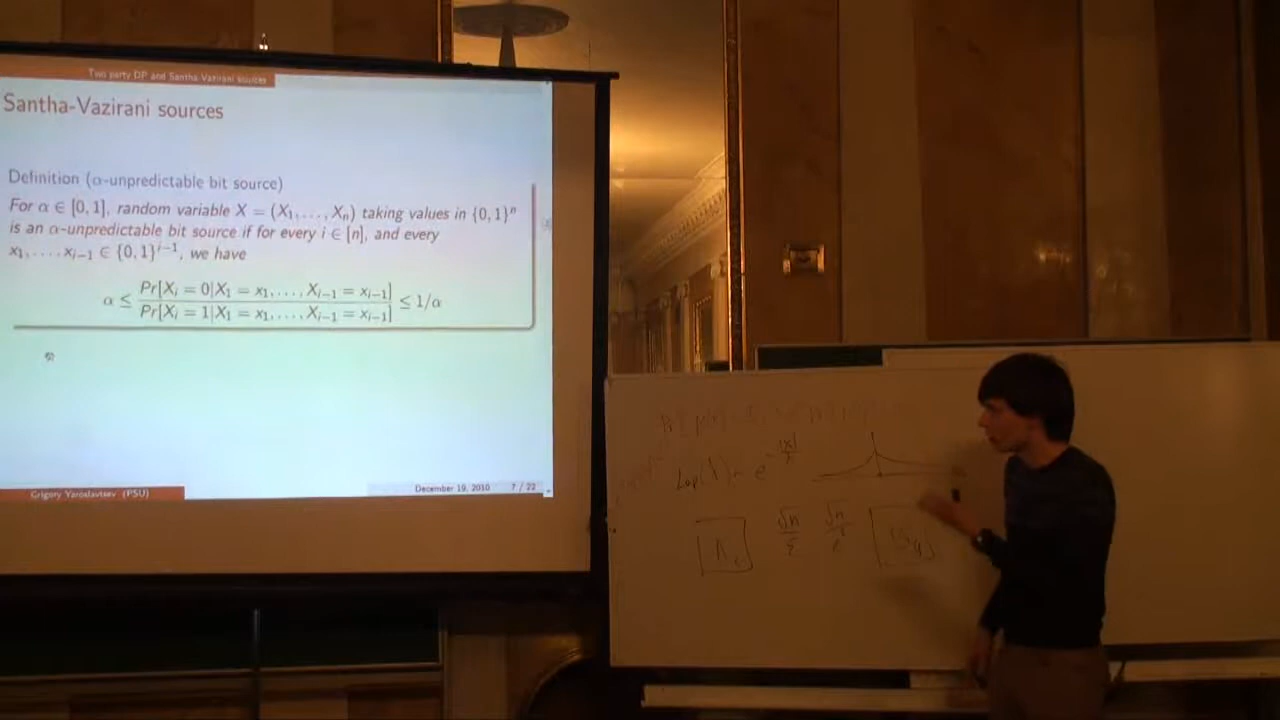 Two party DP and Santha-Vazirani sources
Santha-Vazirani sources
Definition (α-unpredictable bit source)
For α ∈ [0, 1], random variable X = (X₁, . . . , Xₙ) taking values in {0, 1}ⁿ
is an α-unpredictable bit source if for every i ∈ [n], and every
x₁, . . . , xᵢ₋₁ ∈ {0, 1}ⁱ⁻¹, we have
α ≤ Pr[Xᵢ = 0|X₁ = x₁, . . . , Xᵢ₋₁ = xᵢ₋₁] / Pr[Xᵢ = 1|X₁ = x₁, . . . , Xᵢ₋₁ = xᵢ₋₁] ≤ 1/α
Grigory Yaroslavtsev (PSU)
December 19, 2010 7 / 22
Lap(λ) ~ e^{-|x|/λ}